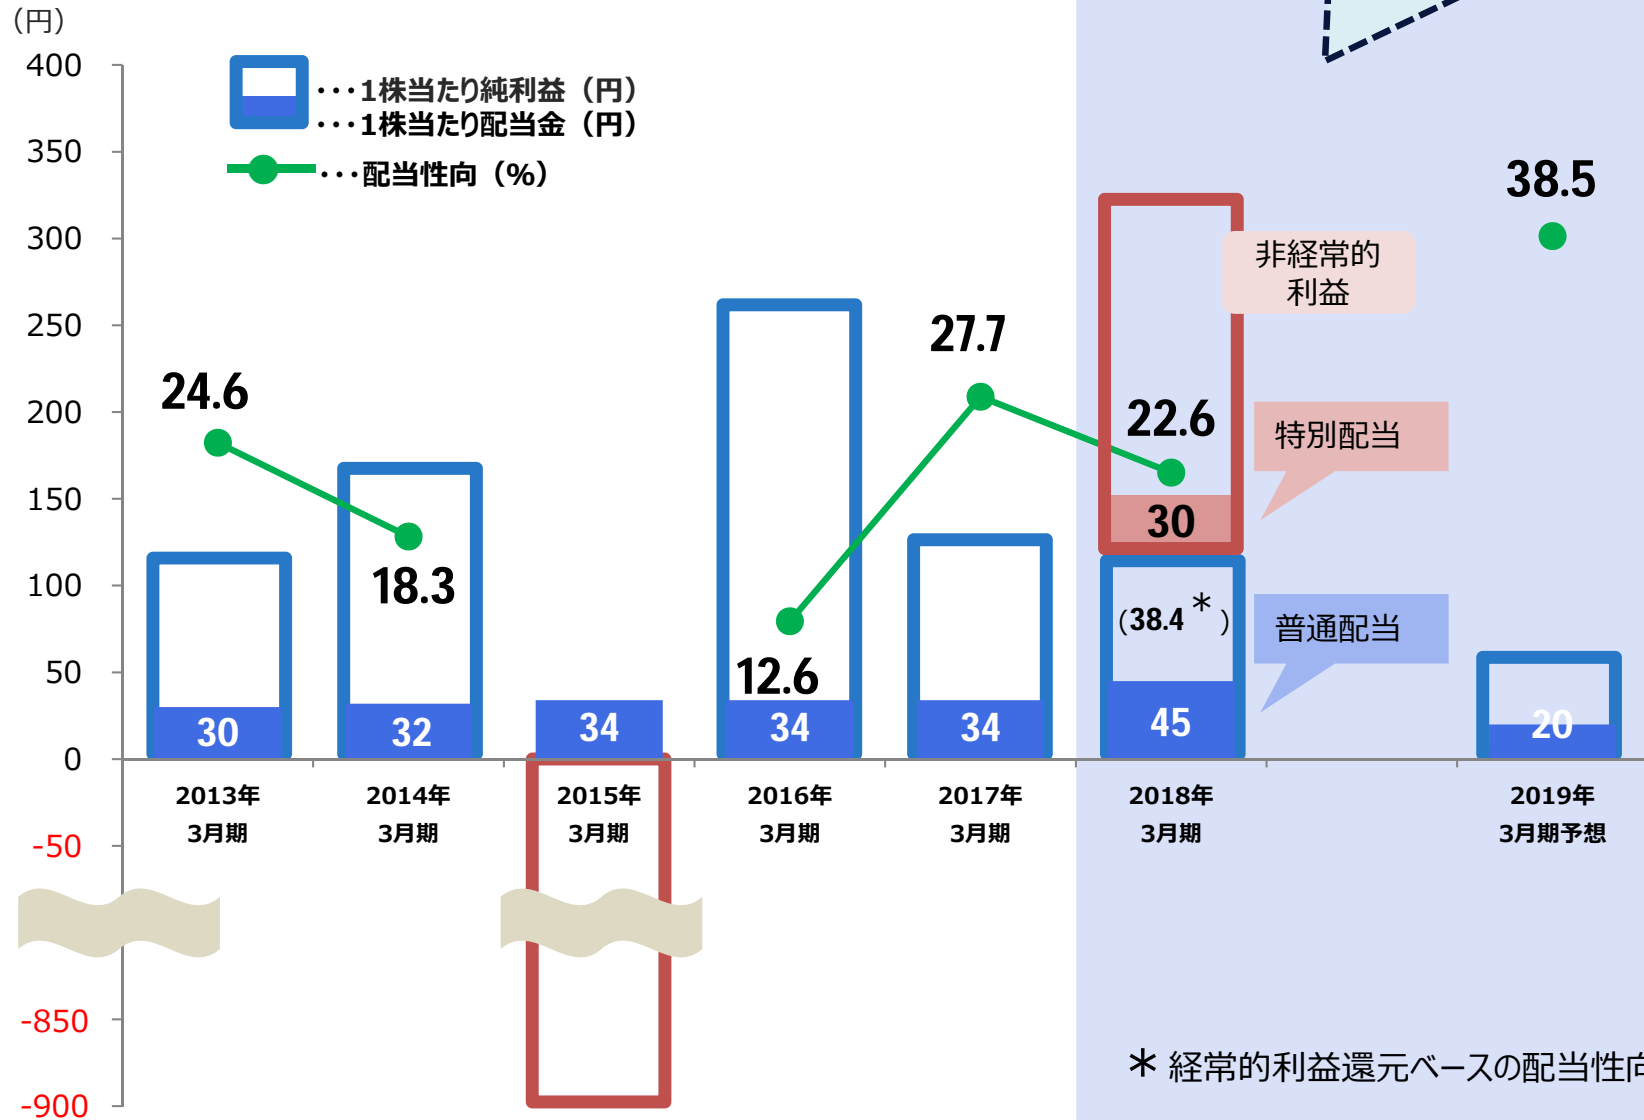 （円）
400
350
300
250
200
150
100
50
0
-50
-850
-900
･･･1株当たり純利益（円）
･･･1株当たり配当金（円）
･･･配当性向（%）
24.6
18.3
12.6
27.7
22.6
38.5
非経常的
利益
特別配当
30
（38.4＊）
普通配当
30
32
34
34
34
45
20
2013年
3月期
2014年
3月期
2015年
3月期
2016年
3月期
2017年
3月期
2018年
3月期
2019年
3月期予想
＊ 経常的利益還元ベースの配当性向